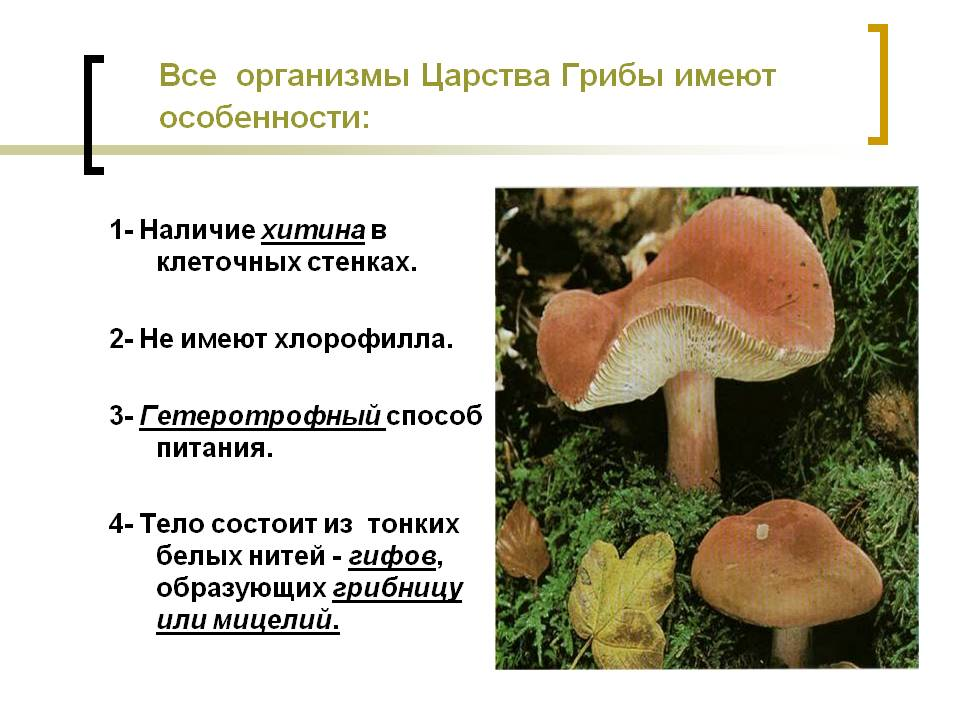 Все  организмы Царства Грибы имеют
особенности:
1- Наличие хитина в
клеточных стенках.
2- Не имеют хлорофилла.
3- Гетеротрофный способ
питания.
4- Тело состоит из  тонких
белых нитей - гифов,
образующих грибницу
или мицелий.